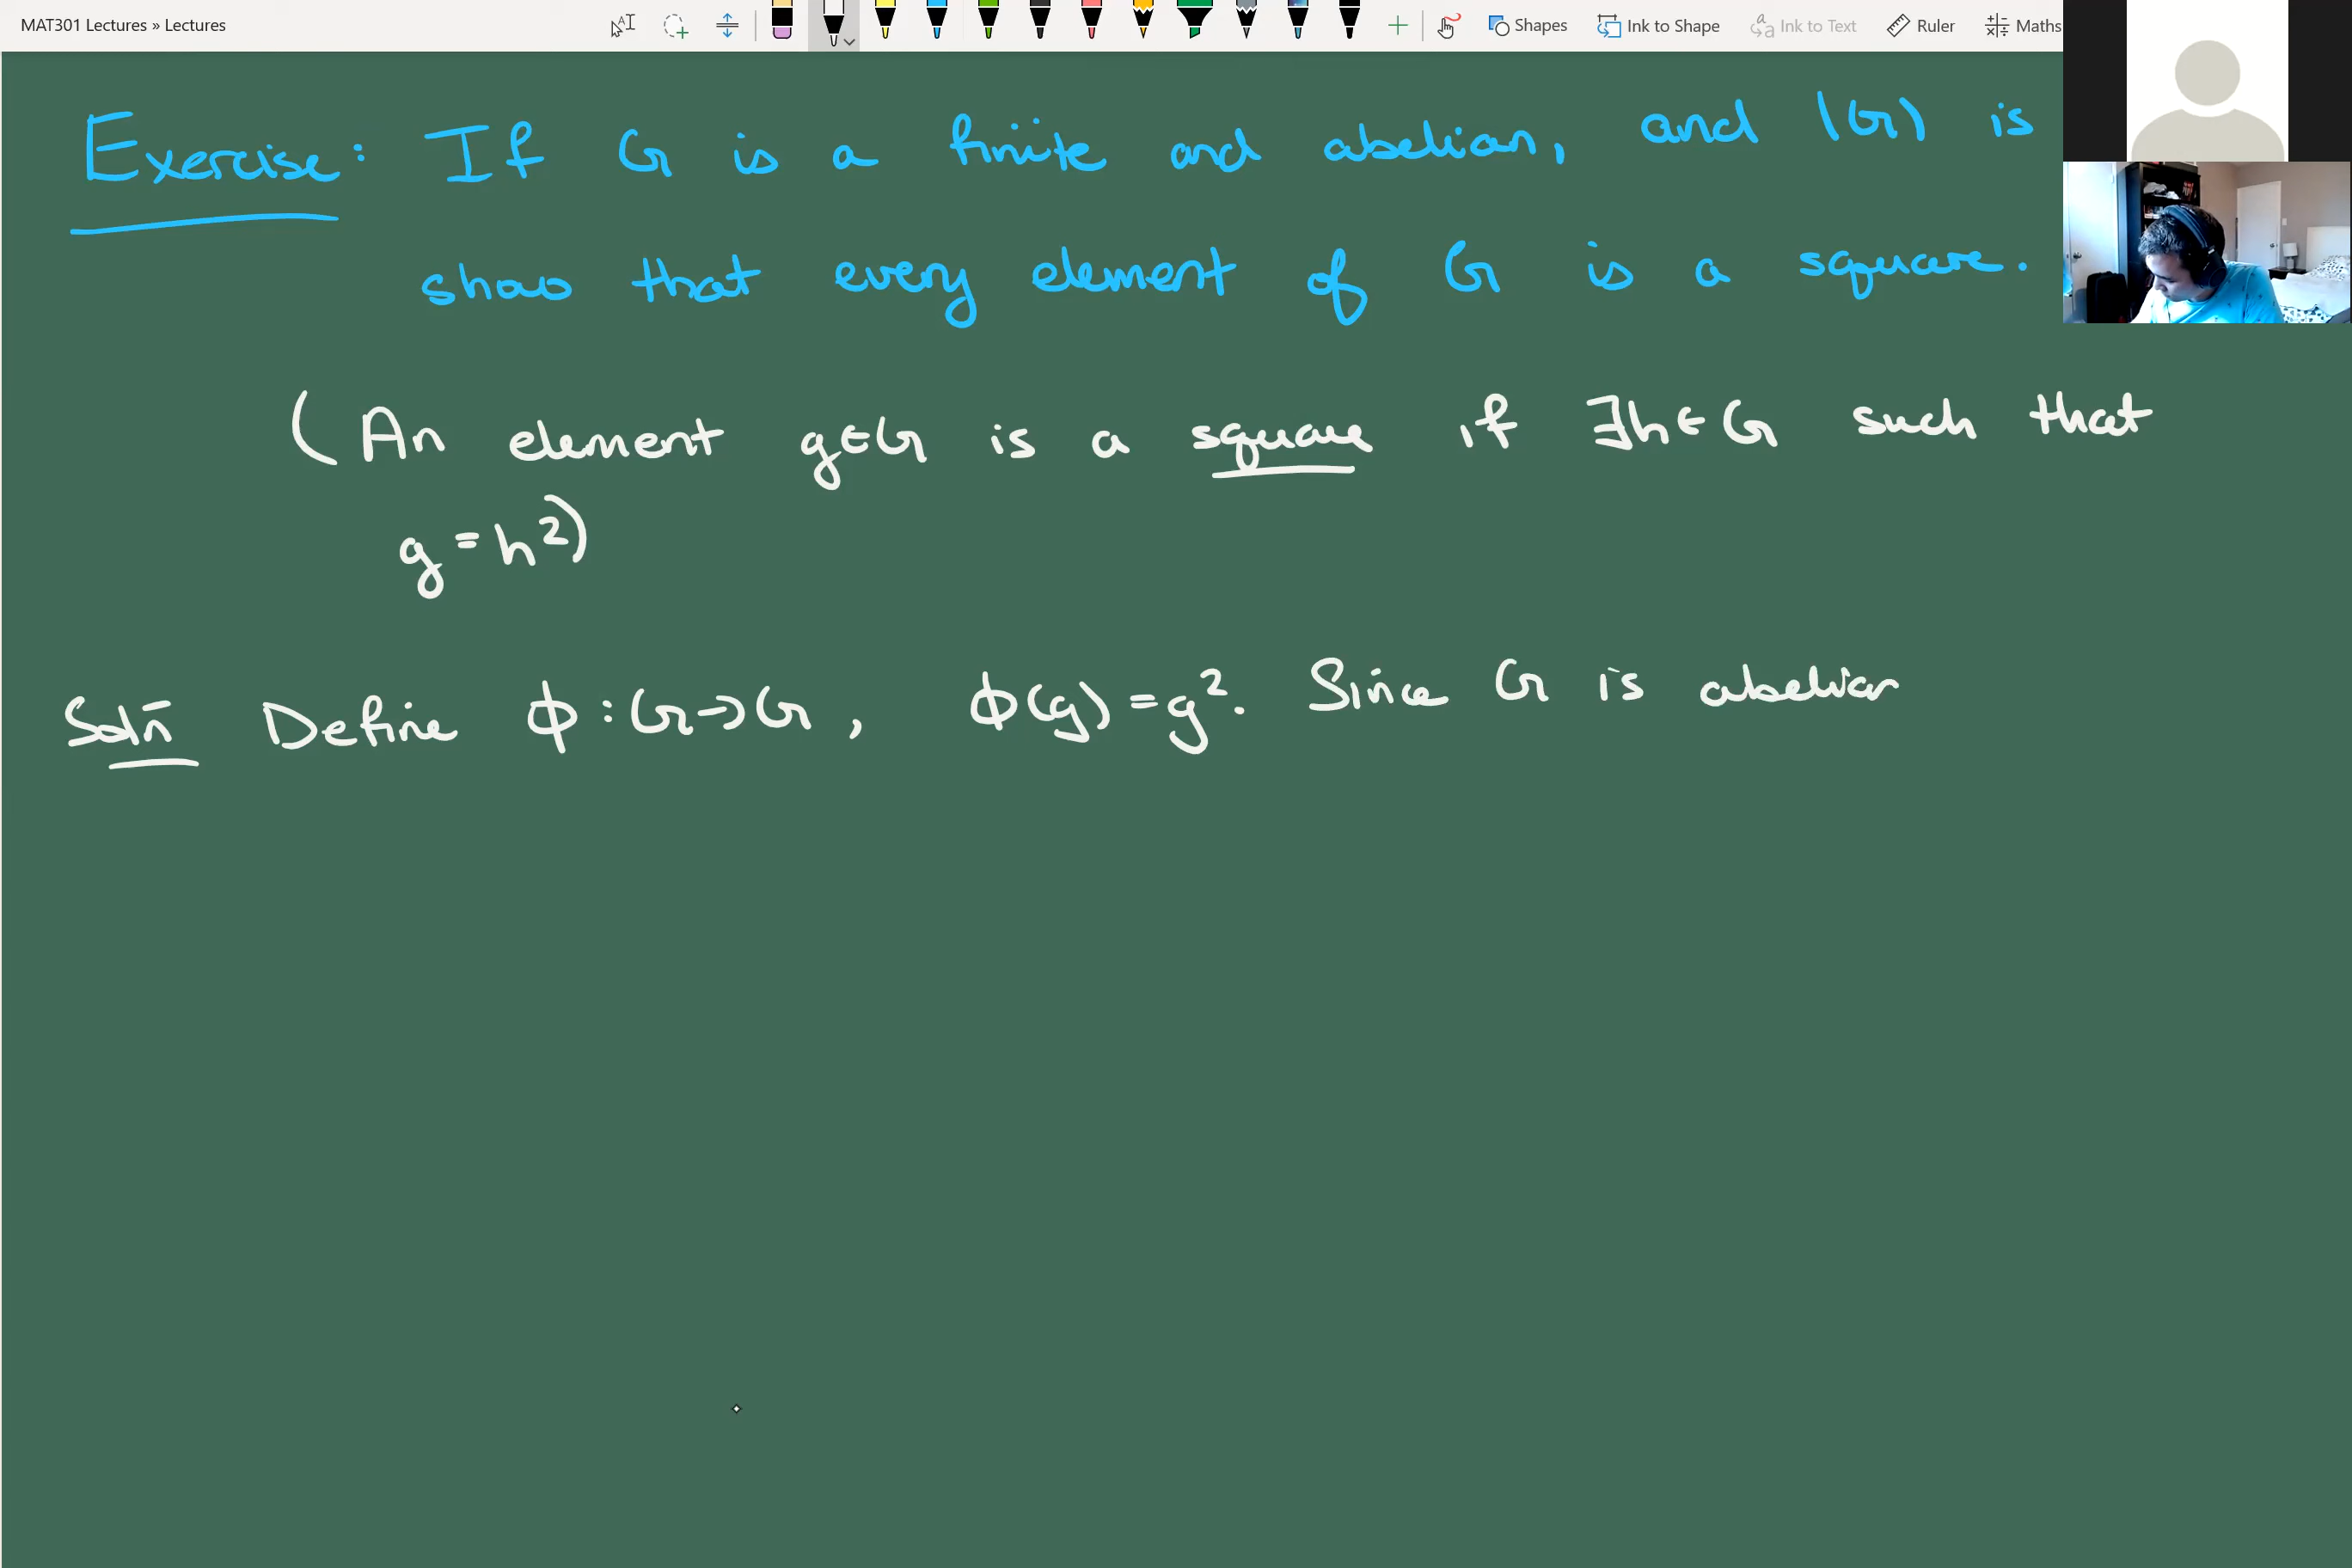 MAT301 Lectures » Lectures
Shapes Ink to Shape Ink to Text Ruler Maths
Exercise: If G is a finite and abelian, and |G| is
show that every element of G is a square.
(An element g∈G is a square if ∃h∈G such that
g=h²)
Soln Define ϕ:G→G, ϕ(g)=g². Since G is abelian